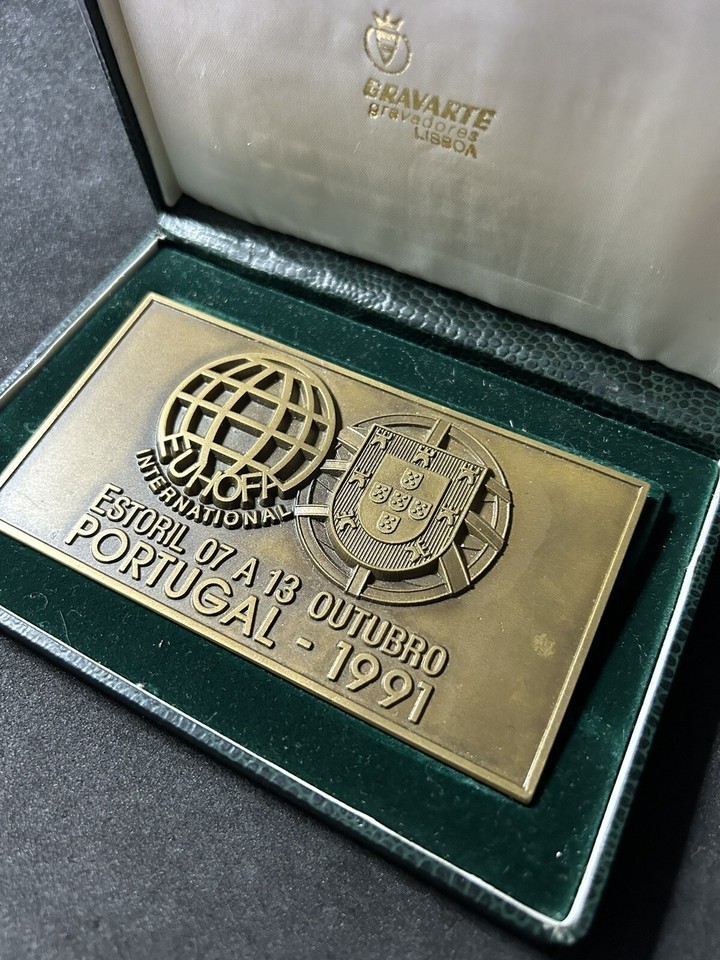 GRAVARTE
gravadores
LISBOA
EUHOFA
INTERNATIONAL
ESTORIL 07 A 13 OUTUBRO
PORTUGAL - 1991